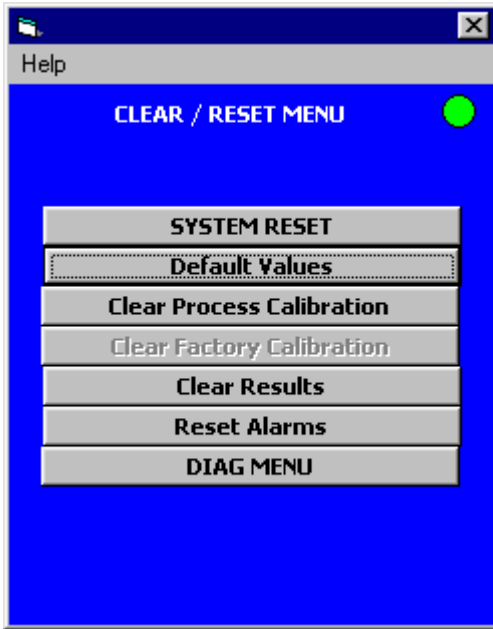 Help
CLEAR / RESET MENU
SYSTEM RESET
Default Values
Clear Process Calibration
Clear Factory Calibration
Clear Results
Reset Alarms
DIAG MENU